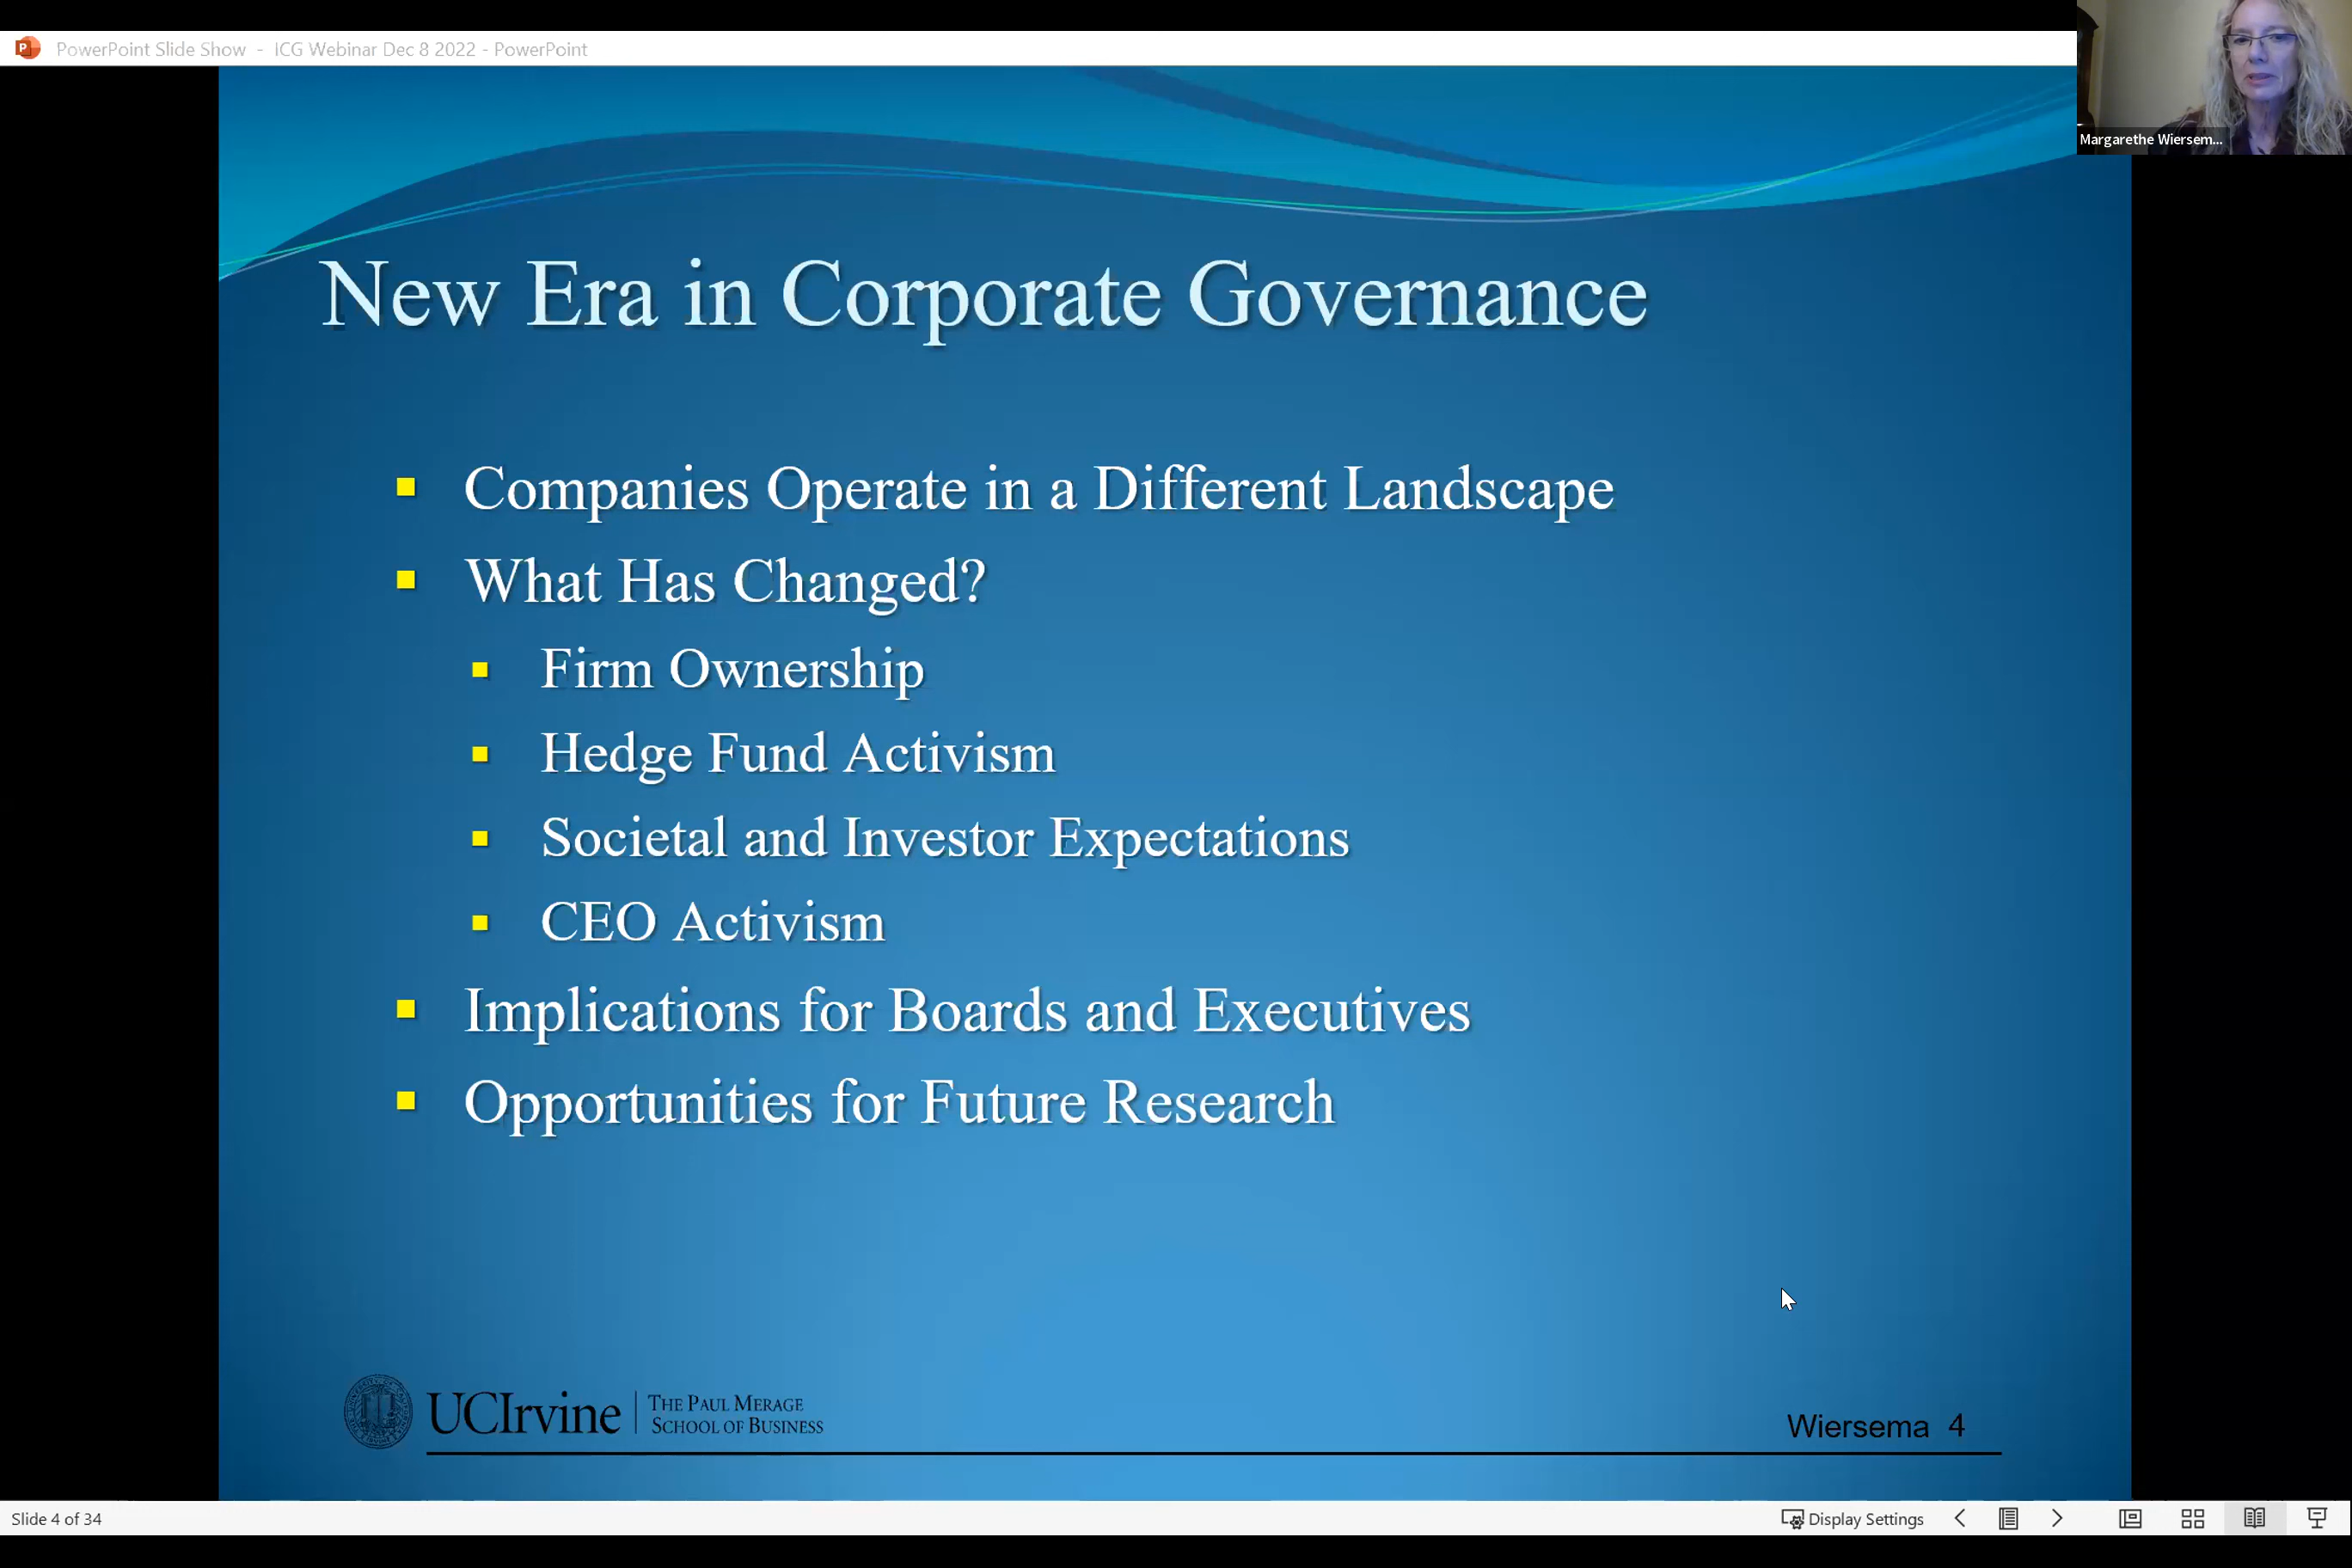 PowerPoint Slide Show - ICG Webinar Dec 8 2022 - PowerPoint
Margarethe Wiersem...
New Era in Corporate Governance
Companies Operate in a Different Landscape
What Has Changed?
Firm Ownership
Hedge Fund Activism
Societal and Investor Expectations
CEO Activism
Implications for Boards and Executives
Opportunities for Future Research
UCIrvine
THE PAUL MERAGE
SCHOOL OF BUSINESS
Wiersema 4
Slide 4 of 34
Display Settings